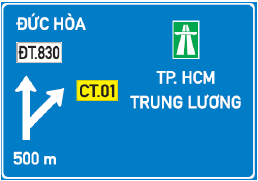 ĐỨC HÒA
ĐT.830
CT.01
500 m
TP. HCM
TRUNG LƯƠNG